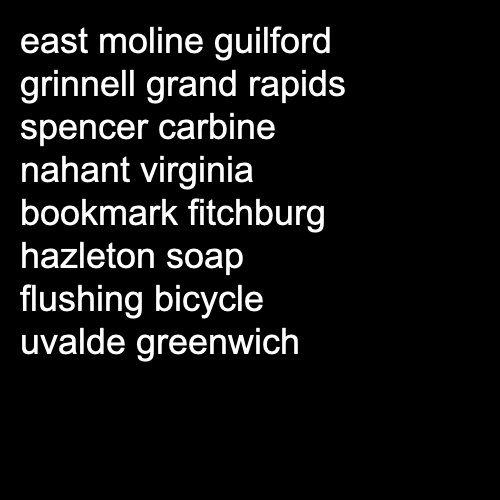 east moline guilford
grinnell grand rapids
spencer carbine
nahant virginia
bookmark fitchburg
hazleton soap
flushing bicycle
uvalde greenwich